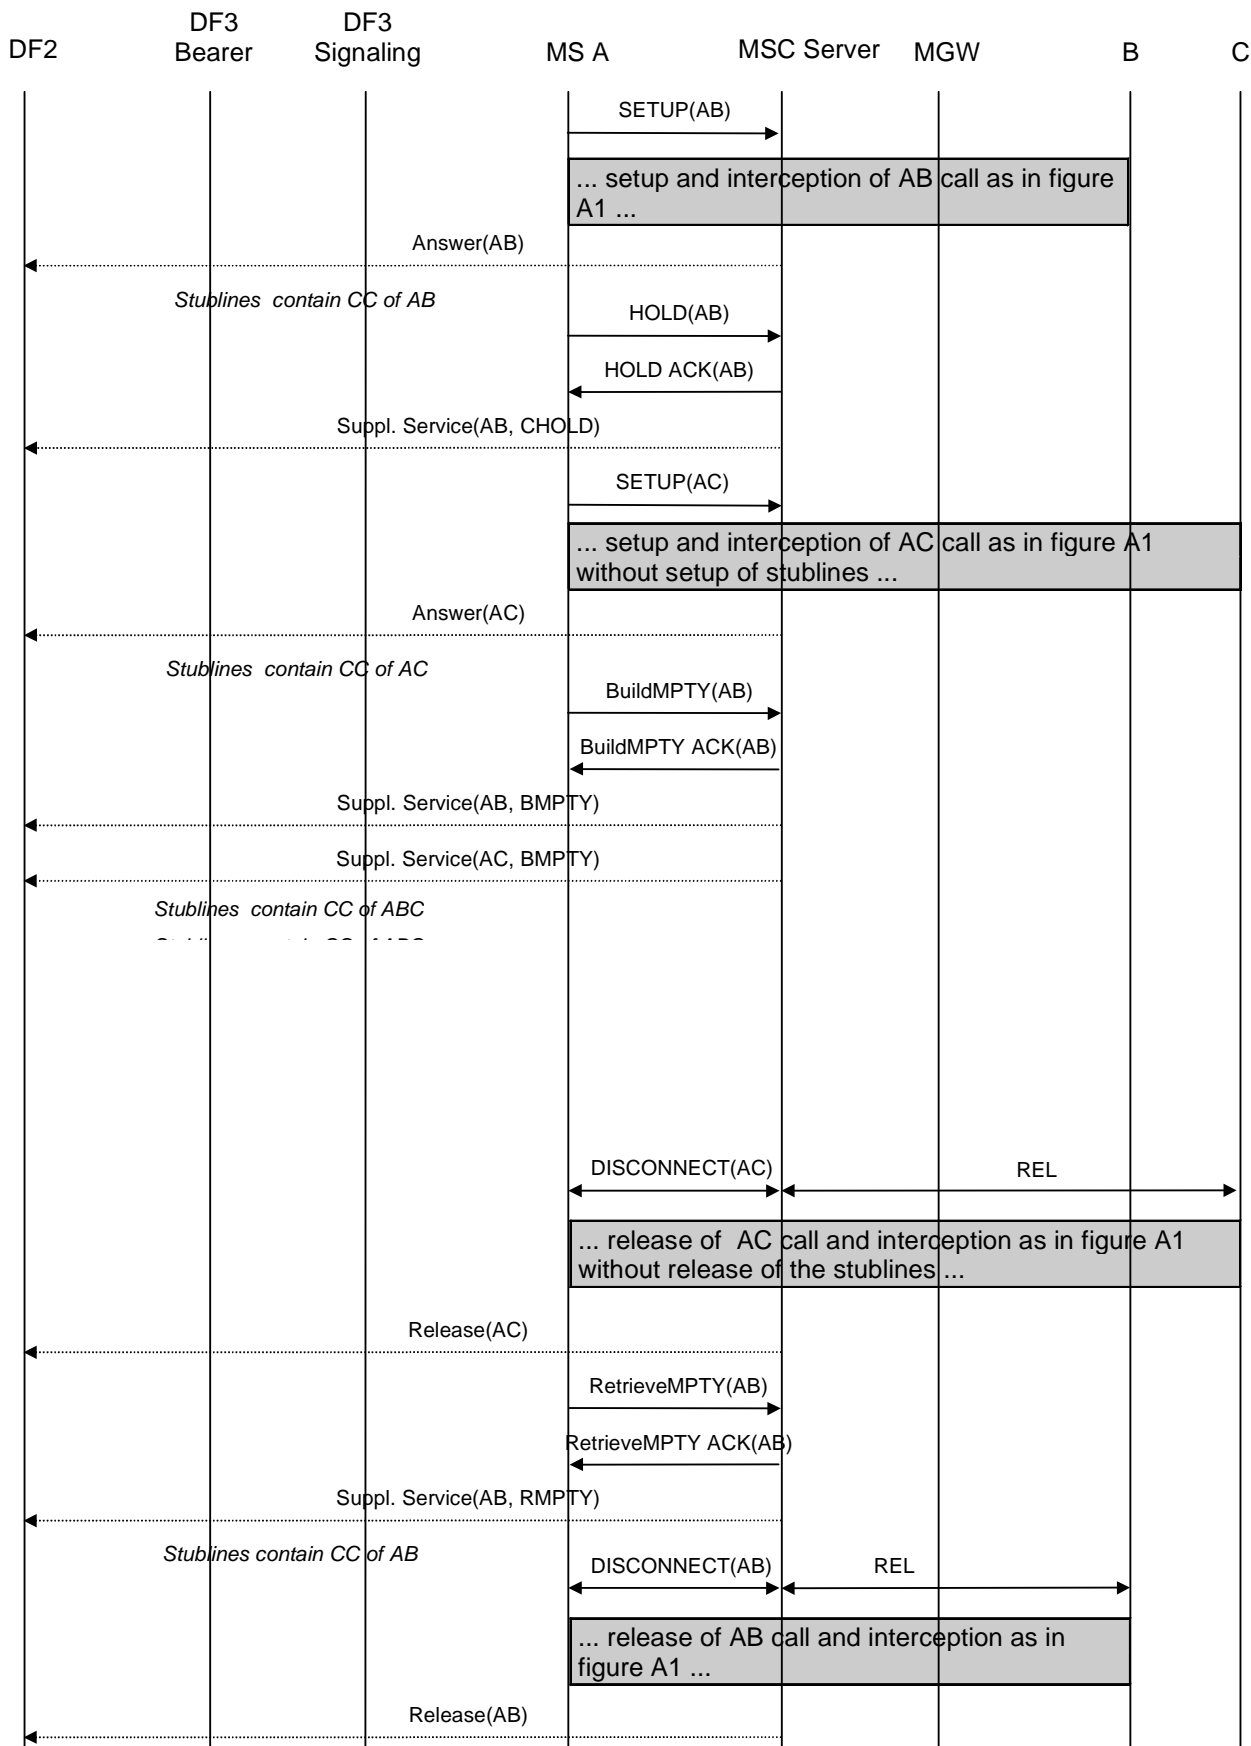 DF2
DF3
Bearer
DF3
Signaling
MS A
MSC Server
MGW
B
C
SETUP(AB)
... setup and interception of AB call as in figure
A1 ...
Answer(AB)
Stublines contain CC of AB
HOLD(AB)
HOLD ACK(AB)
Suppl. Service(AB, CHOLD)
SETUP(AC)
... setup and interception of AC call as in figure A1
without setup of stublines ...
Answer(AC)
Stublines contain CC of AC
BuildMPTY(AB)
BuildMPTY ACK(AB)
Suppl. Service(AB, BMPTY)
Suppl. Service(AC, BMPTY)
Stublines contain CC of ABC
DISCONNECT(AC)
REL
... release of AC call and interception as in figure A1
without release of the stublines ...
Release(AC)
RetrieveMPTY(AB)
RetrieveMPTY ACK(AB)
Suppl. Service(AB, RMPTY)
Stublines contain CC of AB
DISCONNECT(AB)
REL
... release of AB call and interception as in
figure A1 ...
Release(AB)